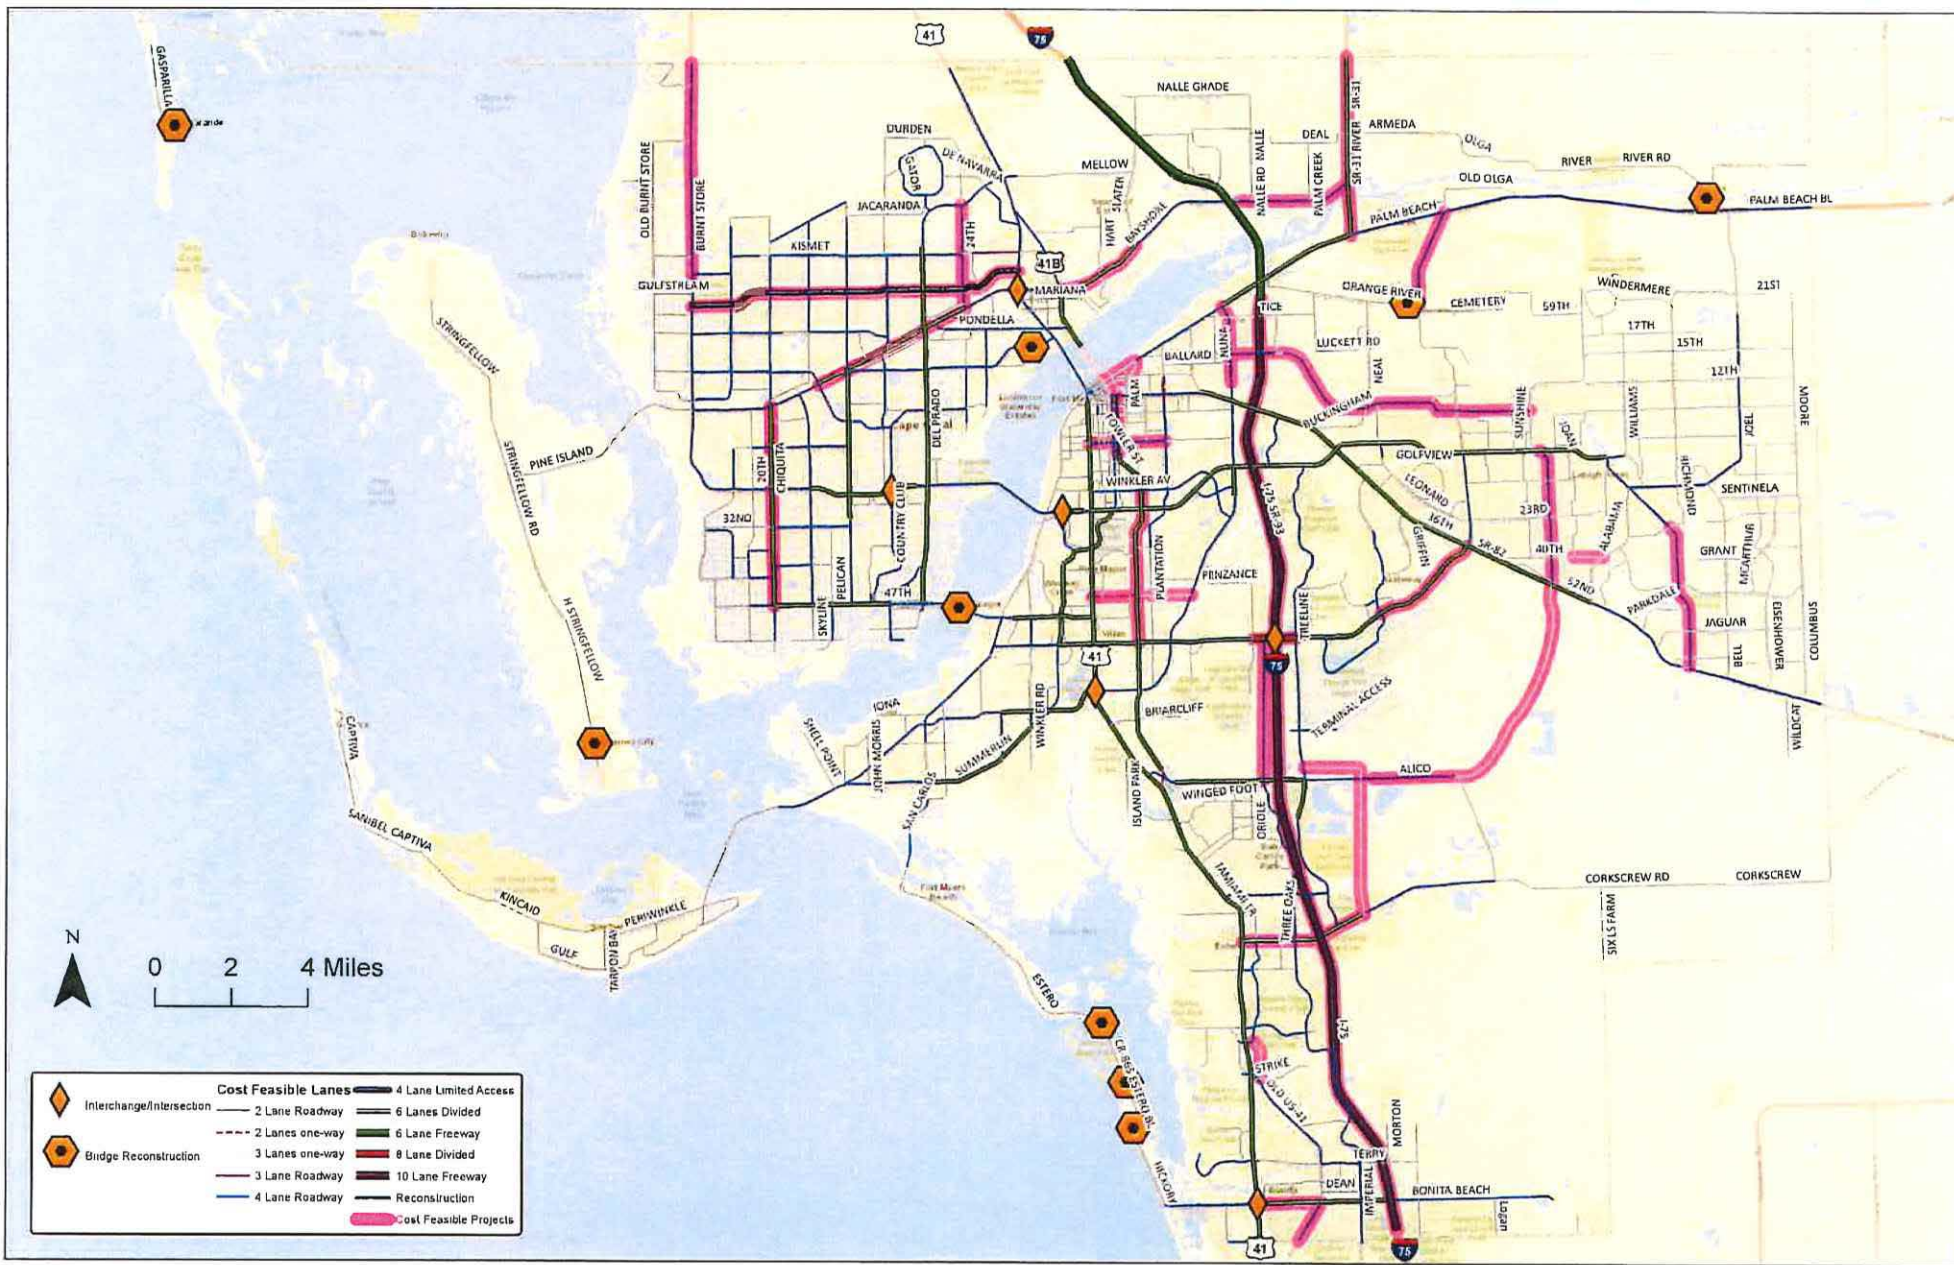 41
75
GASPARILLA
NALLE GRADE
SR-31
DURDEN
DE NAVARRA
GATOR
MELLOW
NALLE RD NALLE
DEAL
ARMEDA
OLGA
RIVER
RIVER RD
SR-31 RIVER
PALM CREEK
OLD OLGA
OLD BURNT STORE
BURNT STORE
JACARANDA
24TH
HART
SLATER
BAYSHORE
PALM BEACH
PALM BEACH BL
KISMET
41B
GULFSTREAM
MARIANA
ORANGE RIVER
CEMETERY
59TH
WINDERMERE
21ST
TICE
PONDELLA
17TH
NUNA
LUCKETT RD
15TH
BALLARD
12TH
NEAL
STRINGFELLOW
PALM
BUCKINGHAM
SUNSHINE
WILLIAMS
JOEL
MOORE
DEL PRADO
FOWLER ST
JOAN
20TH
CHIQUITA
STRINGFELLOW RD
PINE ISLAND
GOLFVIEW
WINKLER AV
LEONARD
RICHMOND
SENTINELA
COUNTRY CLUB
I-75 SR-93
32ND
36TH
23RD
ALABAMA
PELICAN
PLANTATION
GRIFFIN
SR-82
40TH
GRANT
MCARTHUR
PENZANCE
47TH
52ND
PARKDALE
H STRINGFELLOW
SKYLINE
TREELINE
JAGUAR
EISENHOWER
COLUMBUS
BELL
41
75
IONA
WINKLER RD
BRIARCLIFF
TERMINAL ACCESS
CAPTIVA
SHELL POINT
JOHN MORRIS
WILDCAT
SUMMERLIN
SAN CARLOS
ISLAND PARK
WINGED FOOT
ALICO
ORIOLE
SANIBEL CAPTIVA
KINCAID
PERIWINKLE
GULF
TARPON BAY
TAMIAMI TR
THREE OAKS
CORKSCREW RD
CORKSCREW
SIX LS FARM
N
0 2 4 Miles
ESTERO
I-75
CR 865 ESTERO BL
STRIKE
OLD US-41
MORTON
TERRY
HICKORY
DEAN
IMPERIAL
BONITA BEACH
Logan
41
75
Interchange/Intersection
Bridge Reconstruction
Cost Feasible Lanes
2 Lane Roadway
2 Lanes one-way
3 Lanes one-way
3 Lane Roadway
4 Lane Roadway
4 Lane Limited Access
6 Lanes Divided
6 Lane Freeway
8 Lane Divided
10 Lane Freeway
Reconstruction
Cost Feasible Projects